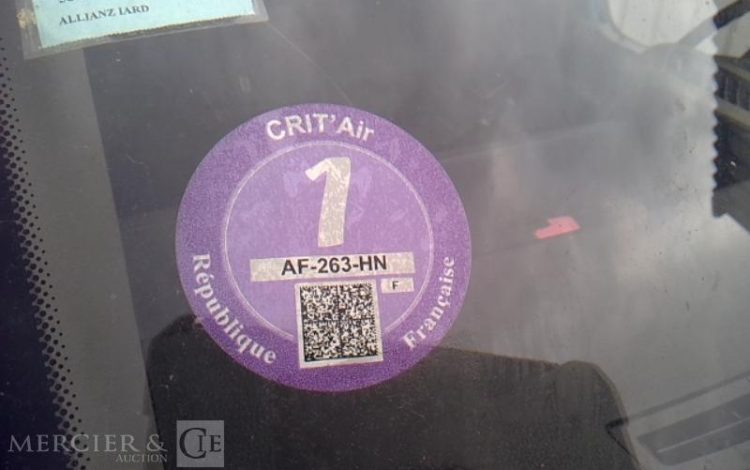 ALLIANZ IARD
CRIT'Air
1
AF-263-HN
F
République Française
MERCIER & CIE
AUCTION